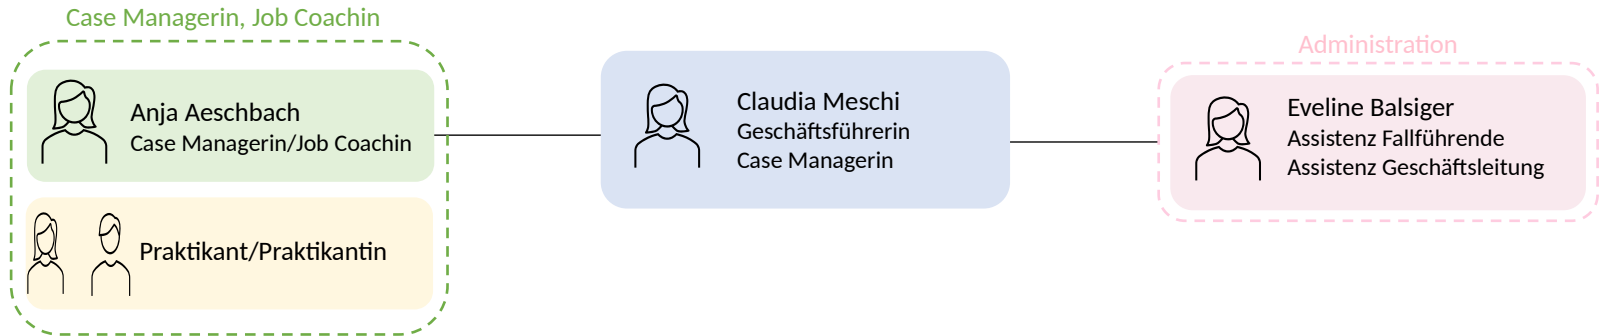 Case Managerin, Job Coachin
Anja Aeschbach
Case Managerin/Job Coachin
Praktikant/Praktikantin
Claudia Meschi
Geschäftsführerin
Case Managerin
Administration
Eveline Balsiger
Assistenz Fallführende
Assistenz Geschäftsleitung